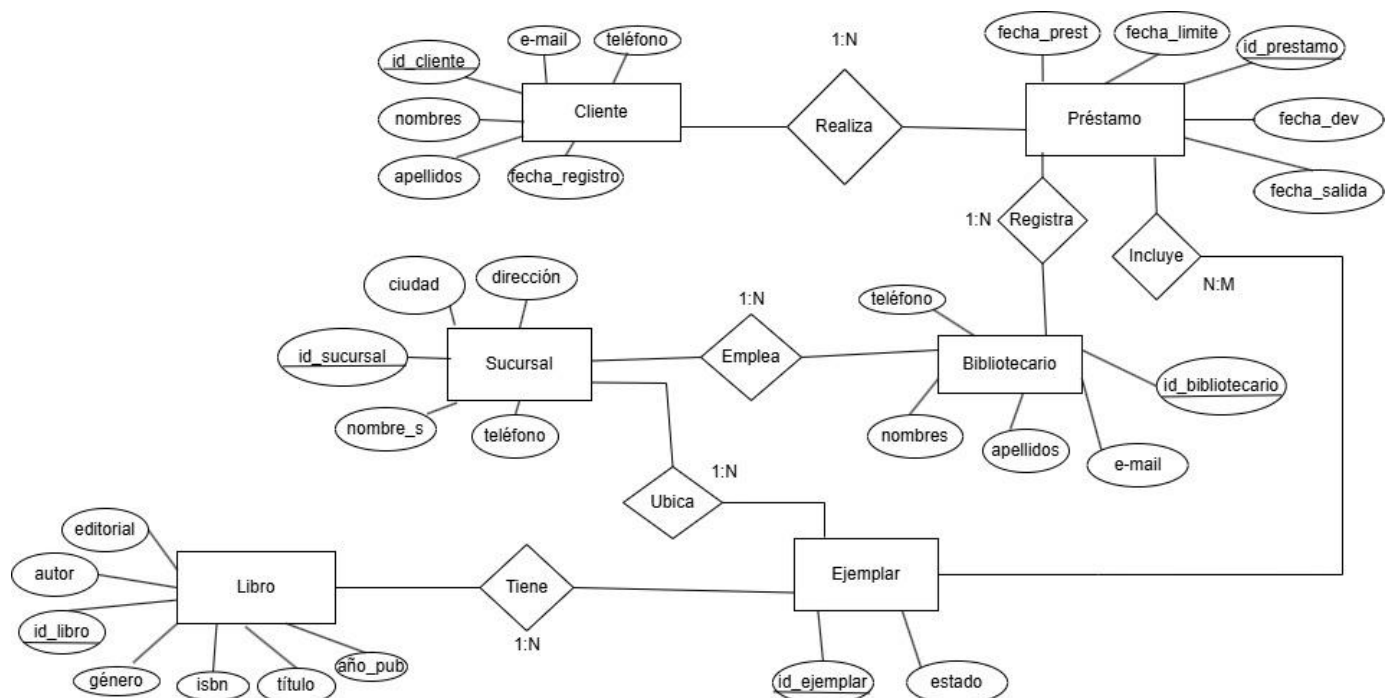 e-mail
teléfono
id_cliente
nombres
apellidos
fecha_registro
Cliente
1:N
Realiza
fecha_prest
fecha_limite
id_prestamo
Préstamo
fecha_dev
fecha_salida
1:N
Registra
Incluye
N:M
ciudad
dirección
id_sucursal
Sucursal
nombre_s
teléfono
1:N
Emplea
teléfono
Bibliotecario
id_bibliotecario
nombres
apellidos
e-mail
1:N
Ubica
editorial
autor
id_libro
Libro
género
isbn
título
año_pub
Tiene
1:N
Ejemplar
id_ejemplar
estado